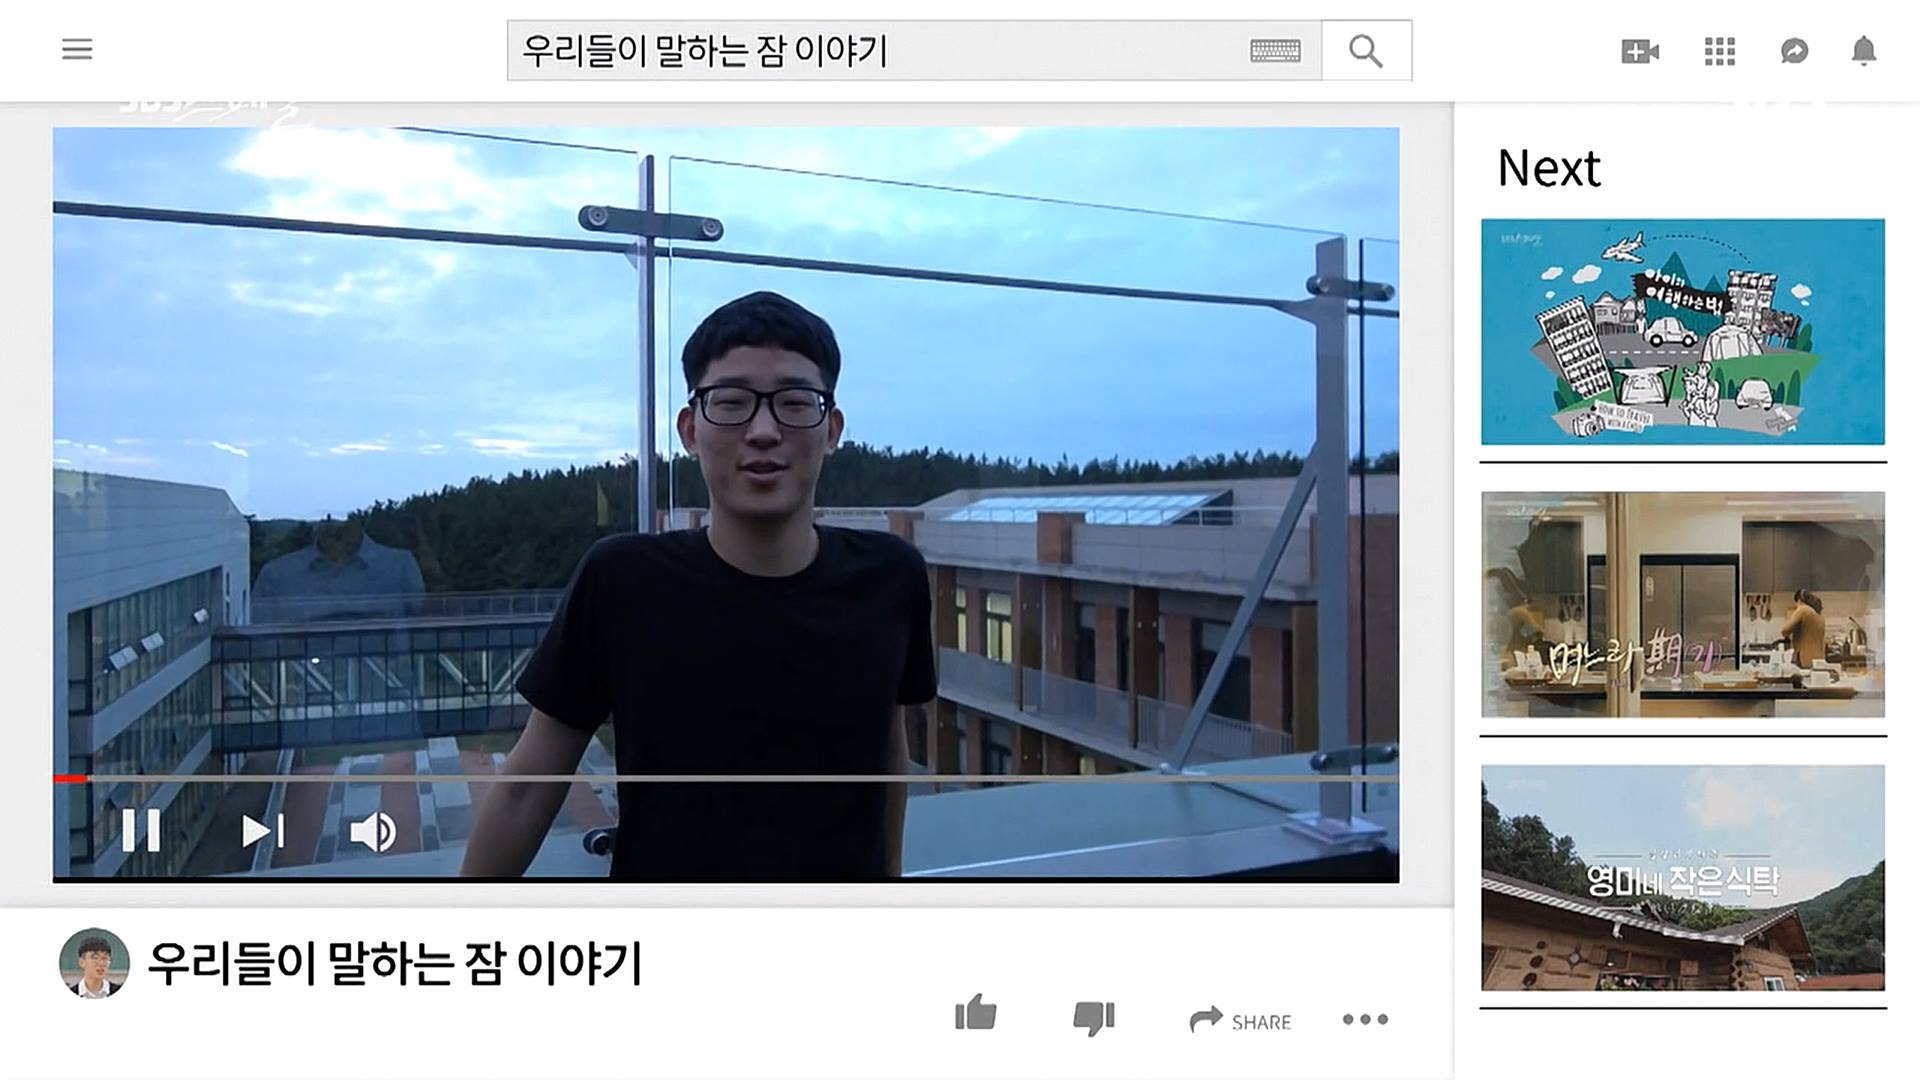 우리들이 말하는 잠 이야기
Next
아이와
여행하는 법
HOW TO TRAVEL
WITH A CHILD
며느라期
영미네 작은식탁
우리들이 말하는 잠 이야기
SHARE